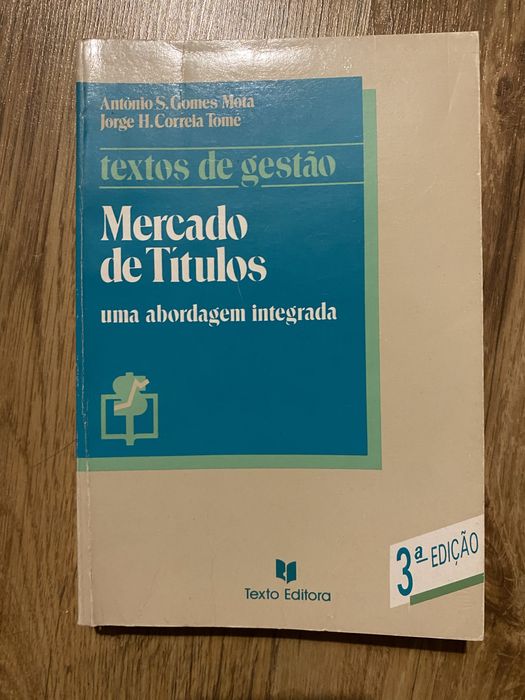 António S. Gomes Mota
Jorge H. Correia Tomé
textos de gestão
Mercado
de Títulos
uma abordagem integrada
3ª EDIÇÃO
Texto Editora